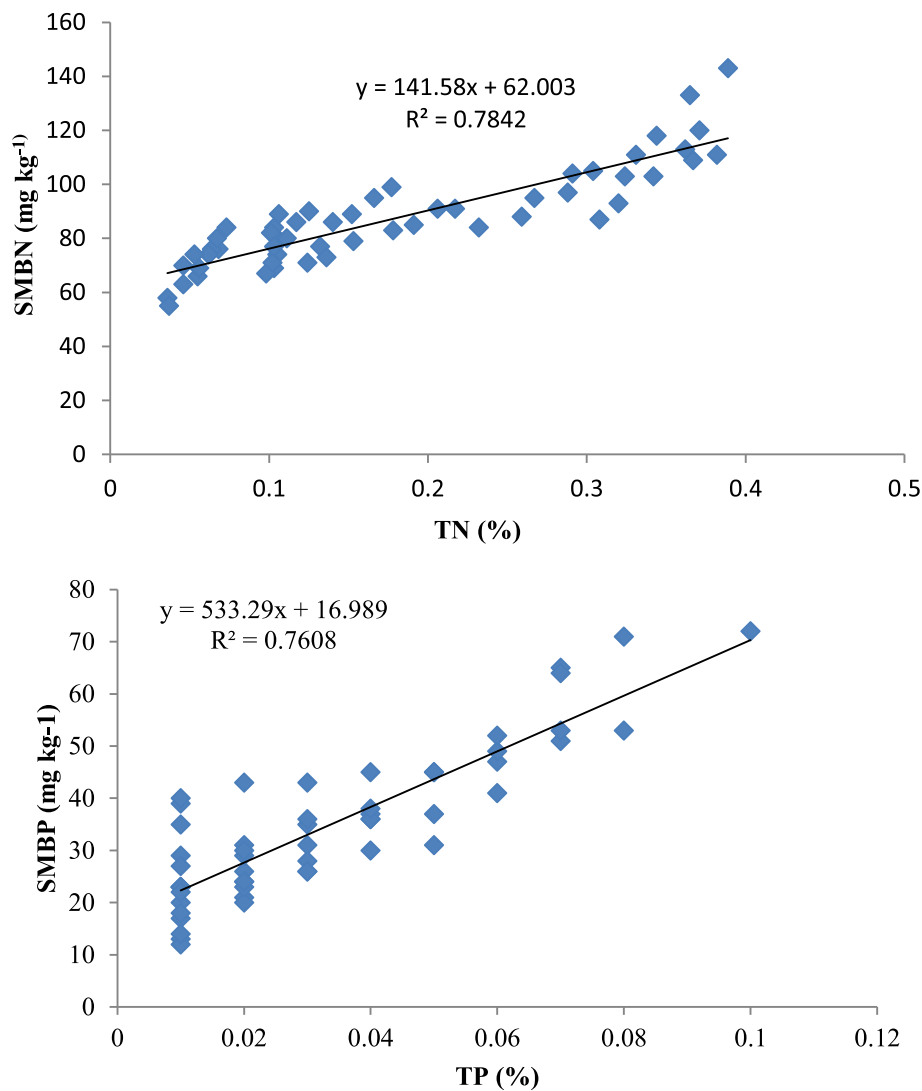 160
140
120
100
80
60
40
20
0
SMBN (mg kg⁻¹)
y = 141.58x + 62.003
R² = 0.7842
0 0.1 0.2 0.3 0.4 0.5
TN (%)
80
70
60
50
40
30
20
10
0
SMBP (mg kg-1)
y = 533.29x + 16.989
R² = 0.7608
0 0.02 0.04 0.06 0.08 0.1 0.12
TP (%)